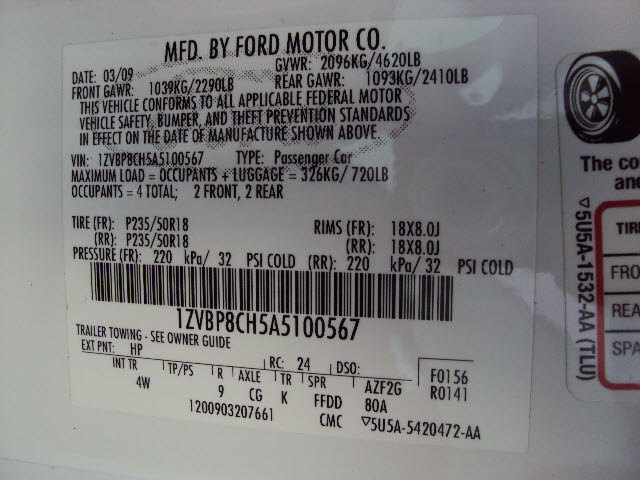 MFD. BY FORD MOTOR CO.
DATE: 03/09 GVWR: 2096KG/4620LB
FRONT GAWR: 1039KG/2290LB REAR GAWR: 1093KG/2410LB
THIS VEHICLE CONFORMS TO ALL APPLICABLE FEDERAL MOTOR
VEHICLE SAFETY, BUMPER, AND THEFT PREVENTION STANDARDS
IN EFFECT ON THE DATE OF MANUFACTURE SHOWN ABOVE.
VIN: 1ZVBP8CH5A5100567 TYPE: Passenger Car
MAXIMUM LOAD = OCCUPANTS + LUGGAGE = 326KG/ 720LB
OCCUPANTS = 4 TOTAL; 2 FRONT, 2 REAR
TIRE (FR): P235/50R18 RIMS (FR): 18X8.0J
(RR): P235/50R18 (RR): 18X8.0J
PRESSURE (FR): 220 kPa/ 32 PSI COLD (RR): 220 kPa/ 32 PSI COLD
1ZVBP8CH5A5100567
TRAILER TOWING - SEE OWNER GUIDE
EXT PNT: HP RC: 24 DSO: F0156
INT TR TP/PS R AXLE TR SPR AZF2G R0141
4W 9 CG K FFDD 80A
1200903207661 CMC ▽5U5A-5420472-AA
The co
an
▽5U5A-1532-AA (TLU)
TIR
FRO
REA
SPA